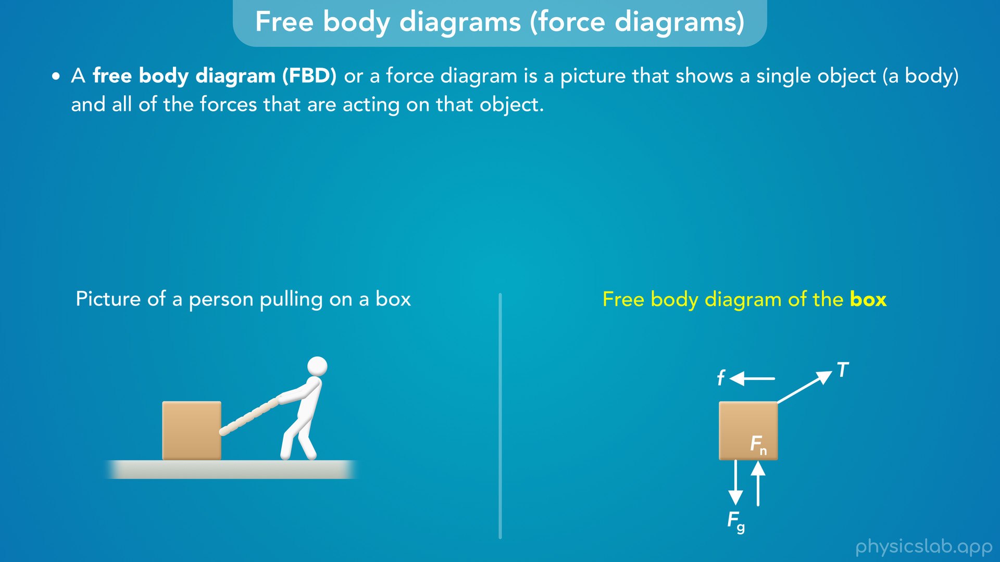 Free body diagrams (force diagrams)
• A free body diagram (FBD) or a force diagram is a picture that shows a single object (a body)
and all of the forces that are acting on that object.
Picture of a person pulling on a box
Free body diagram of the box
f
T
Fn
Fg
physicslab.app